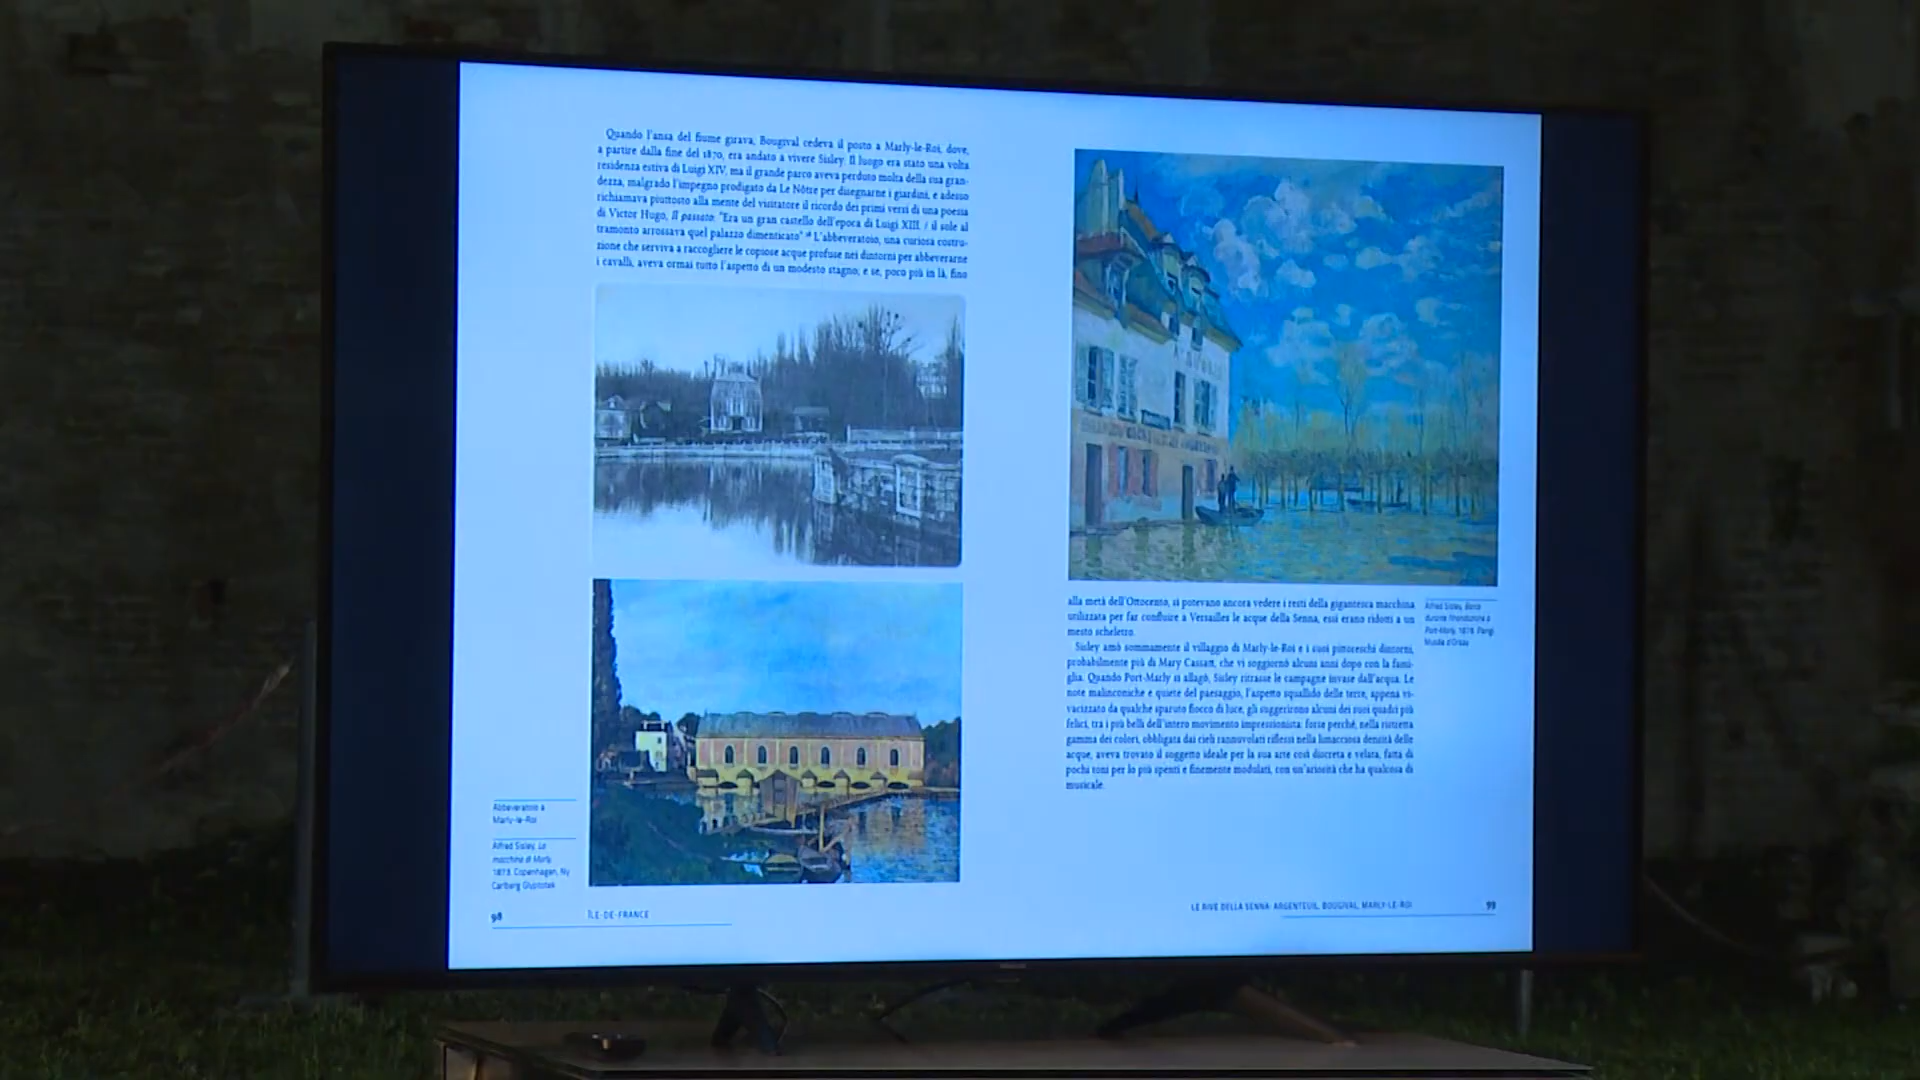 Quando l'ansa del fiume girava, Bougival cedeva il posto a Marly-le-Roi, dove,
a partire dalla fine del 1870, era andato a vivere Sisley. Il luogo era stato una volta
residenza estiva di Luigi XIV, ma il grande parco aveva perduto molta della sua gran-
dezza, malgrado l'impegno prodigato da Le Nôtre per disegnarne i giardini, e adesso
richiamava piuttosto alla mente del visitatore il ricordo dei primi versi di una poesia
di Victor Hugo, Il passato: "Era un gran castello dell'epoca di Luigi XIII. / il sole al
tramonto arrossava quel palazzo dimenticato". L'abbeveratoio, una curiosa costru-
zione che serviva a raccogliere le copiose acque profuse nei dintorni per abbeverarne
i cavalli, aveva ormai tutto l'aspetto di un modesto stagno; e se, poco più in là, fino
Abbeveratoio a
Marly-le-Roi
Alfred Sisley, La
macchina di Marly,
1873. Copenhagen, Ny
Carlberg Glyptotek
98
ÎLE-DE-FRANCE
alla metà dell'Ottocento, si potevano ancora vedere i resti della gigantesca macchina
utilizzata per far confluire a Versailles le acque della Senna, essi erano ridotti a un
mesto scheletro.
Sisley amò sommamente il villaggio di Marly-le-Roi e i suoi pittoreschi dintorni,
probabilmente più di Mary Cassatt, che vi soggiornò alcuni anni dopo con la fami-
glia. Quando Port-Marly si allagò, Sisley ritrasse le campagne invase dall'acqua. Le
note malinconiche e quiete del paesaggio, l'aspetto squallido delle terre, appena vi-
vacizzato da qualche sparuto fiocco di luce, gli suggerirono alcuni dei suoi quadri più
felici, tra i più belli dell'intero movimento impressionista: forse perché, nella ristretta
gamma dei colori, obbligata dai cieli rannuvolati riflessi nella limacciosa densità delle
acque, aveva trovato il soggetto ideale per la sua arte così discreta e velata, fatta di
pochi toni per lo più spenti e finemente modulati, con un'ariosità che ha qualcosa di
musicale.
Alfred Sisley, Barca
durante l'inondazione a
Port-Marly, 1876. Parigi,
Musée d'Orsay
LE RIVE DELLA SENNA: ARGENTEUIL, BOUGIVAL, MARLY-LE-ROI
99